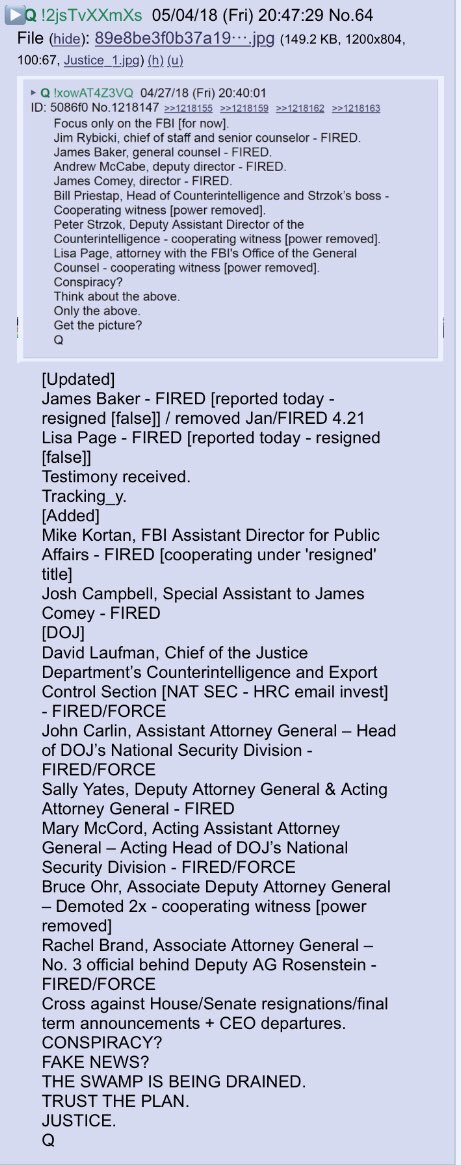 Q !2jsTvXXmXs 05/04/18 (Fri) 20:47:29 No.64
File (hide): 89e8be3f0b37a19⋯.jpg (149.2 KB, 1200x804,
100:67, Justice_1.jpg) (h) (u)
Q !xowAT4Z3VQ 04/27/18 (Fri) 20:40:01
ID: 5086f0 No.1218147 >>1218155 >>1218159 >>1218162 >>1218163
Focus only on the FBI [for now].
Jim Rybicki, chief of staff and senior counselor - FIRED.
James Baker, general counsel - FIRED.
Andrew McCabe, deputy director - FIRED.
James Comey, director - FIRED.
Bill Priestap, Head of Counterintelligence and Strzok's boss -
Cooperating witness [power removed].
Peter Strzok, Deputy Assistant Director of the
Counterintelligence - cooperating witness [power removed].
Lisa Page, attorney with the FBI's Office of the General
Counsel - cooperating witness [power removed].
Conspiracy?
Think about the above.
Only the above.
Get the picture?
Q
[Updated]
James Baker - FIRED [reported today -
resigned [false]] / removed Jan/FIRED 4.21
Lisa Page - FIRED [reported today - resigned
[false]]
Testimony received.
Tracking_y.
[Added]
Mike Kortan, FBI Assistant Director for Public
Affairs - FIRED [cooperating under 'resigned'
title]
Josh Campbell, Special Assistant to James
Comey - FIRED
[DOJ]
David Laufman, Chief of the Justice
Department's Counterintelligence and Export
Control Section [NAT SEC - HRC email invest]
- FIRED/FORCE
John Carlin, Assistant Attorney General – Head
of DOJ's National Security Division -
FIRED/FORCE
Sally Yates, Deputy Attorney General & Acting
Attorney General - FIRED
Mary McCord, Acting Assistant Attorney
General – Acting Head of DOJ's National
Security Division - FIRED/FORCE
Bruce Ohr, Associate Deputy Attorney General
– Demoted 2x - cooperating witness [power
removed]
Rachel Brand, Associate Attorney General –
No. 3 official behind Deputy AG Rosenstein -
FIRED/FORCE
Cross against House/Senate resignations/final
term announcements + CEO departures.
CONSPIRACY?
FAKE NEWS?
THE SWAMP IS BEING DRAINED.
TRUST THE PLAN.
JUSTICE.
Q